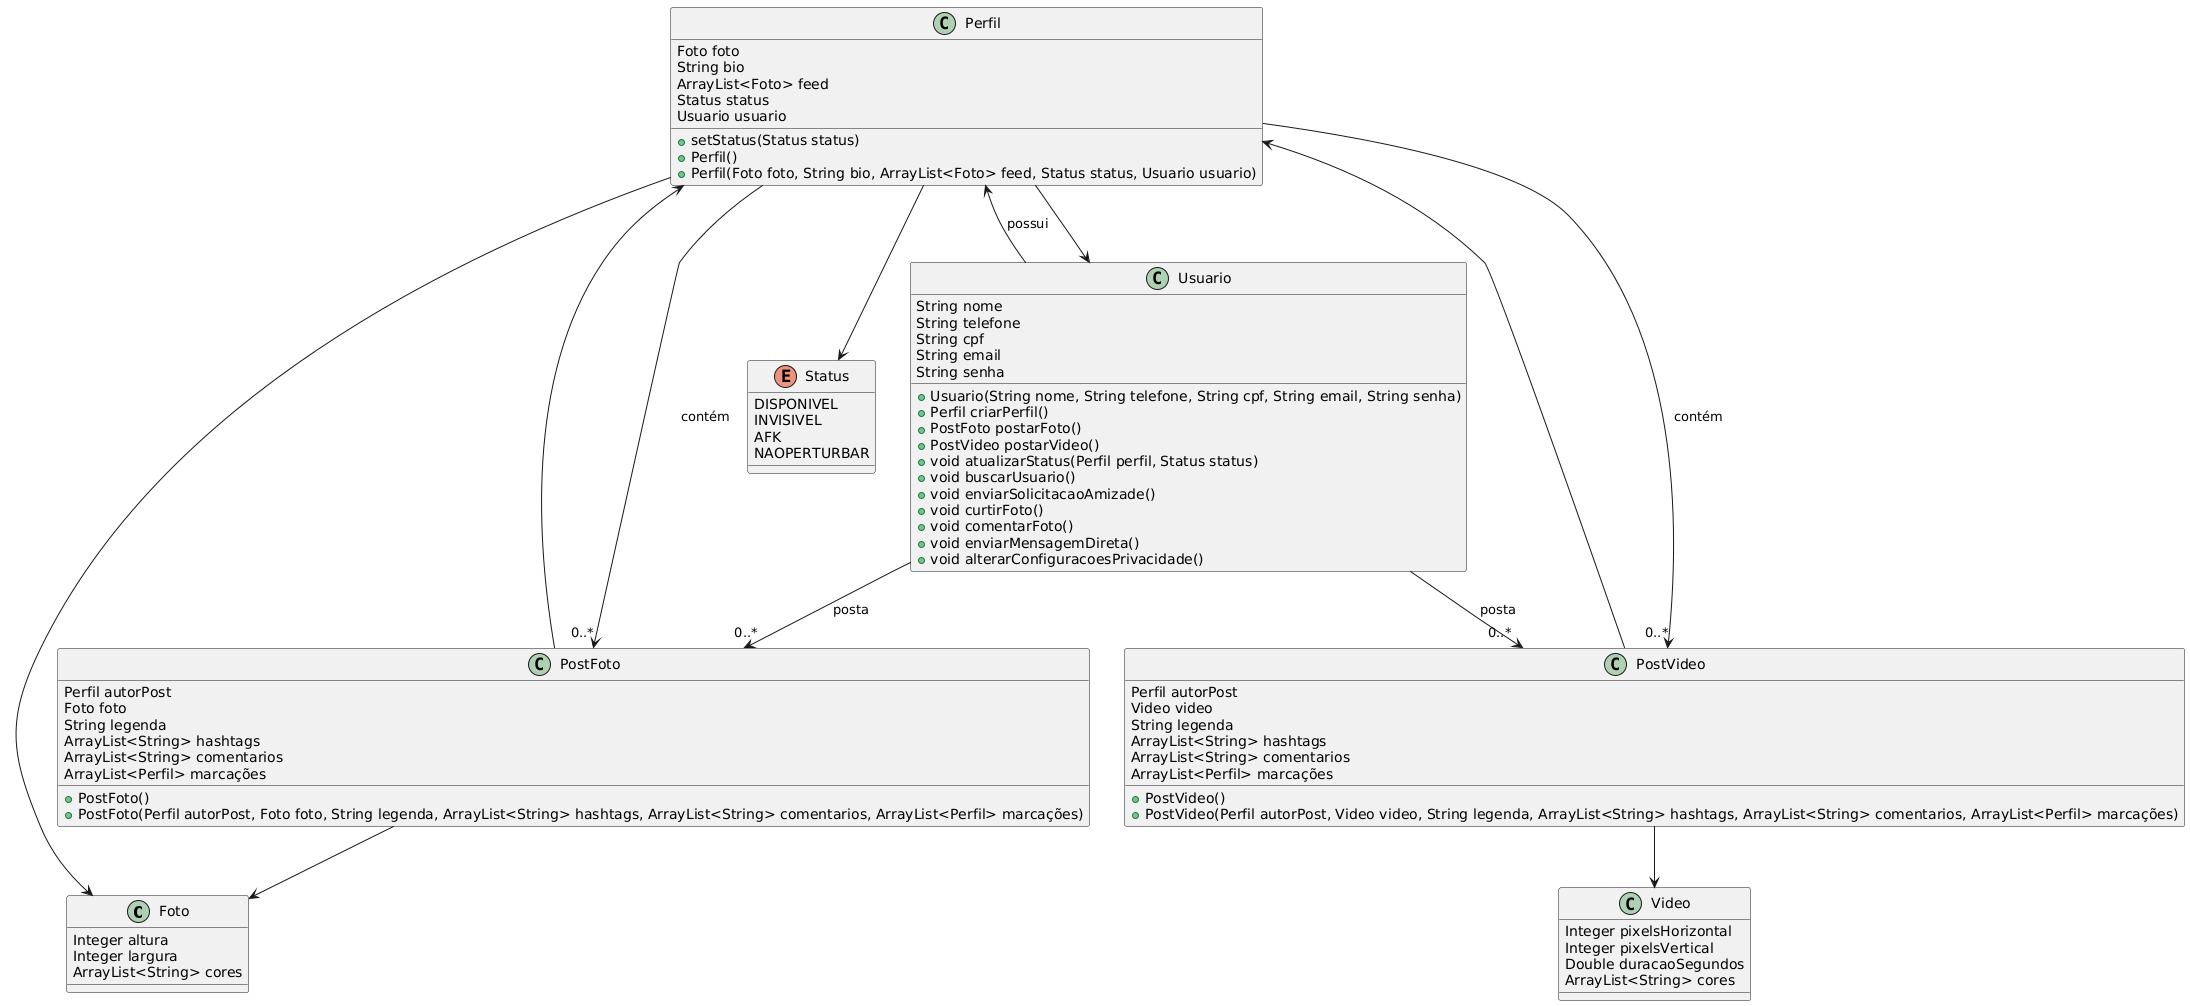 C Perfil
Foto foto
String bio
ArrayList<Foto> feed
Status status
Usuario usuario
setStatus(Status status)
Perfil()
Perfil(Foto foto, String bio, ArrayList<Foto> feed, Status status, Usuario usuario)
possui
C Usuario
String nome
String telefone
String cpf
String email
String senha
Usuario(String nome, String telefone, String cpf, String email, String senha)
Perfil criarPerfil()
PostFoto postarFoto()
PostVideo postarVideo()
void atualizarStatus(Perfil perfil, Status status)
void buscarUsuario()
void enviarSolicitacaoAmizade()
void curtirFoto()
void comentarFoto()
void enviarMensagemDireta()
void alterarConfiguracoesPrivacidade()
E Status
DISPONIVEL
INVISIVEL
AFK
NAOPERTURBAR
contém
contém
posta
posta
0..*
0..*
0..*
0..*
C PostFoto
Perfil autorPost
Foto foto
String legenda
ArrayList<String> hashtags
ArrayList<String> comentarios
ArrayList<Perfil> marcações
PostFoto()
PostFoto(Perfil autorPost, Foto foto, String legenda, ArrayList<String> hashtags, ArrayList<String> comentarios, ArrayList<Perfil> marcações)
C PostVideo
Perfil autorPost
Video video
String legenda
ArrayList<String> hashtags
ArrayList<String> comentarios
ArrayList<Perfil> marcações
PostVideo()
PostVideo(Perfil autorPost, Video video, String legenda, ArrayList<String> hashtags, ArrayList<String> comentarios, ArrayList<Perfil> marcações)
C Foto
Integer altura
Integer largura
ArrayList<String> cores
C Video
Integer pixelsHorizontal
Integer pixelsVertical
Double duracaoSegundos
ArrayList<String> cores